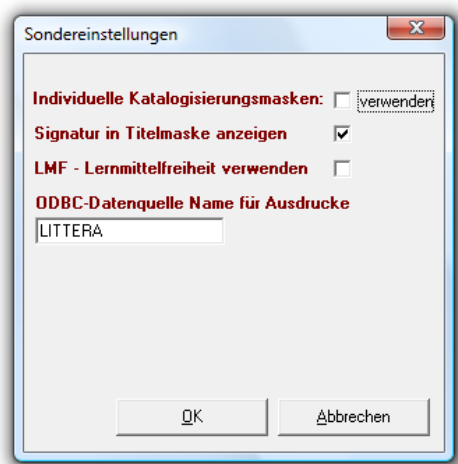 Sondereinstellungen
Individuelle Katalogisierungsmasken: verwenden
Signatur in Titelmaske anzeigen
LMF - Lernmittelfreiheit verwenden
ODBC-Datenquelle Name für Ausdrucke
LITTERA
OK Abbrechen